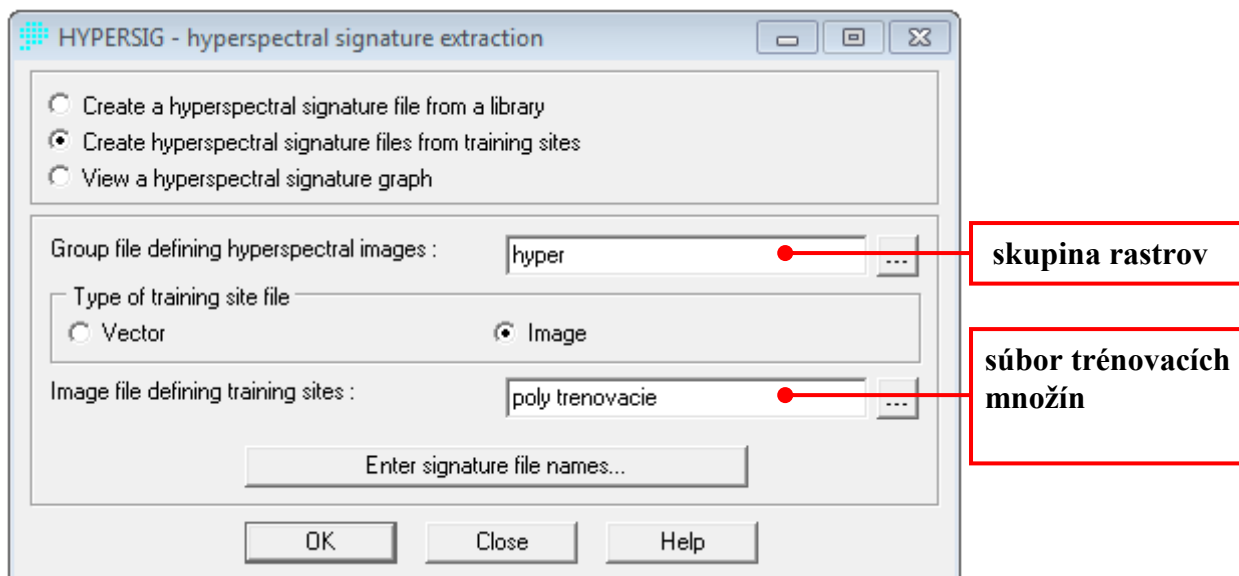 HYPERSIG - hyperspectral signature extraction
Create a hyperspectral signature file from a library
Create hyperspectral signature files from training sites
View a hyperspectral signature graph
Group file defining hyperspectral images :
hyper
...
skupina rastrov
Type of training site file
Vector
Image
Image file defining training sites :
poly trenovacie
...
súbor trénovacích
množín
Enter signature file names...
OK
Close
Help